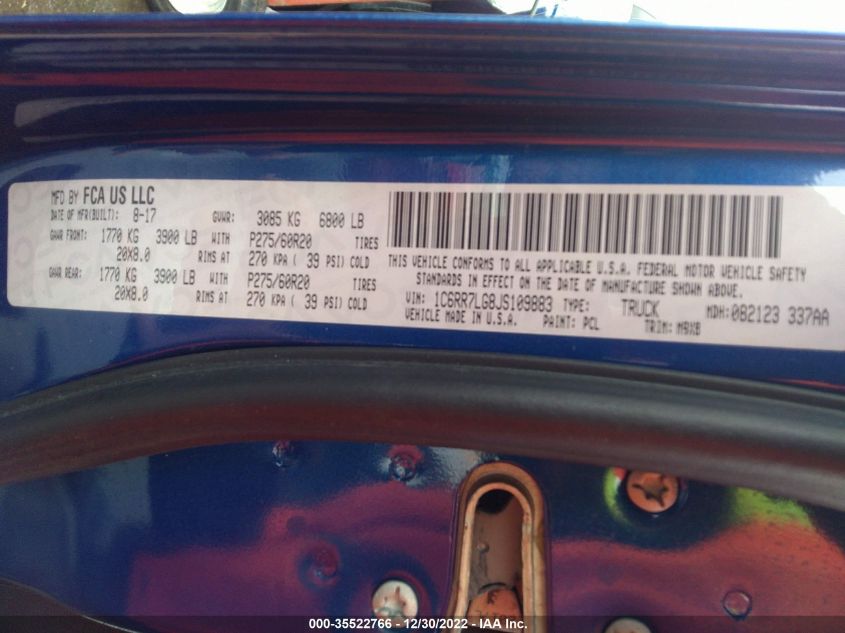 MFD BY FCA US LLC
DATE OF MFR(BUILT): 8-17 GVWR: 3085 KG 6800 LB
GAWR FRONT: 1770 KG 3900 LB WITH P275/60R20 TIRES
20X8.0 RIMS AT 270 KPA ( 39 PSI) COLD
GAWR REAR: 1770 KG 3900 LB WITH P275/60R20 TIRES
20X8.0 RIMS AT 270 KPA ( 39 PSI) COLD
THIS VEHICLE CONFORMS TO ALL APPLICABLE U.S.A. FEDERAL MOTOR VEHICLE SAFETY
STANDARDS IN EFFECT ON THE DATE OF MANUFACTURE SHOWN ABOVE.
VIN: 1C6RR7LG8JS109883 TYPE: TRUCK MDH: 082123 337AA
VEHICLE MADE IN U.S.A. PAINT: PCL TRIM: M9X8
000-35522766 - 12/30/2022 - IAA Inc.